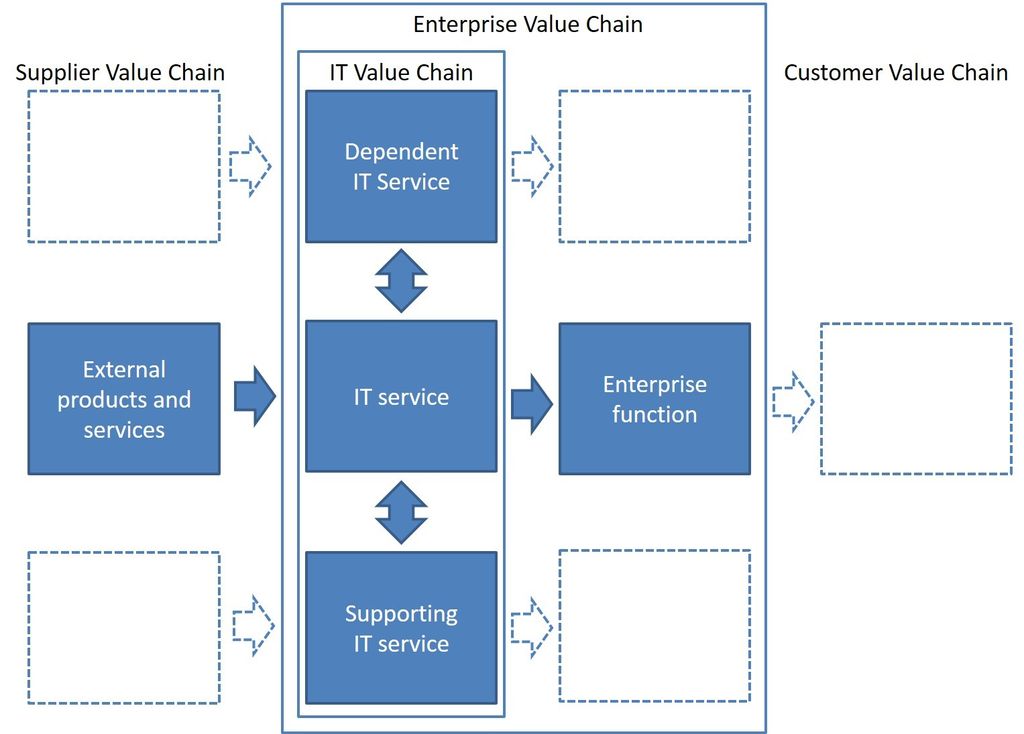 Enterprise Value Chain
Supplier Value Chain
IT Value Chain
Customer Value Chain
Dependent
IT Service
External
products and
services
IT service
Enterprise
function
Supporting
IT service